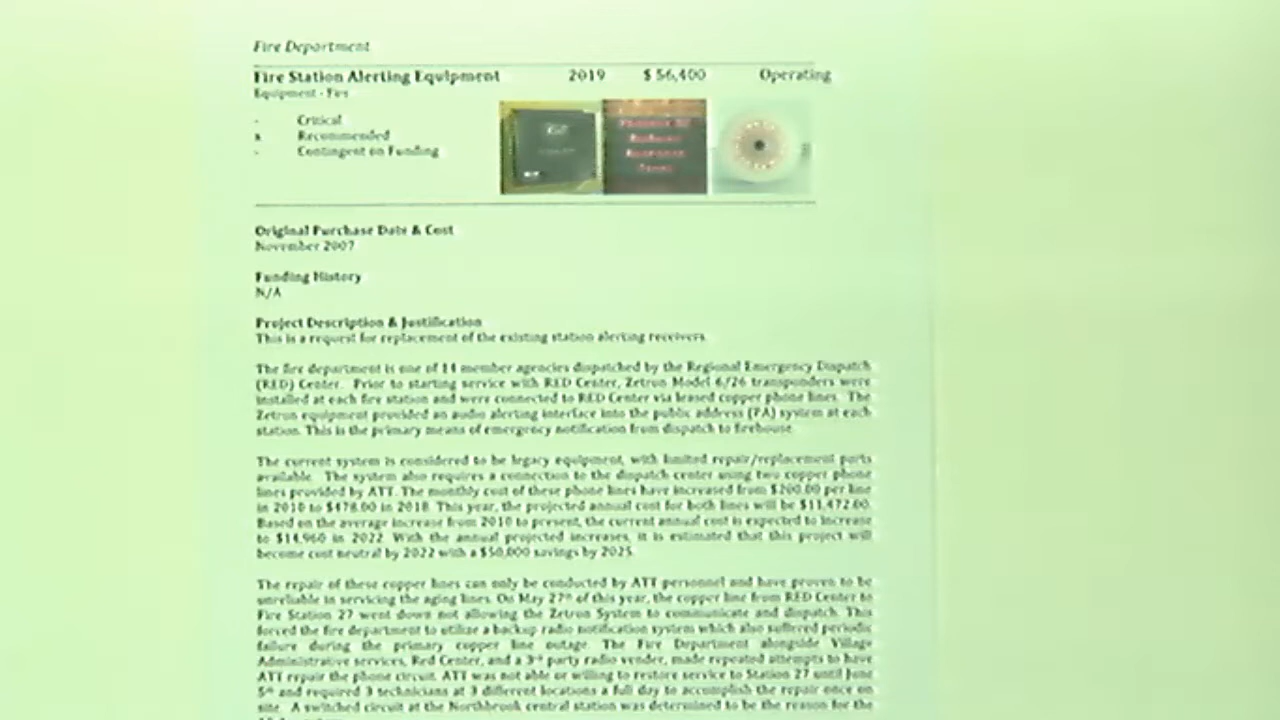 Fire Department
Fire Station Alerting Equipment 2019 $ 56,400 Operating
Equipment - Fire
- Critical
x Recommended
- Contingent on Funding
Original Purchase Date & Cost
November 2007
Funding History
N/A
Project Description & Justification
This is a request for replacement of the existing station alerting receivers.
The fire department is one of 14 member agencies dispatched by the Regional Emergency Dispatch
(RED) Center. Prior to starting service with RED Center, Zetron Model 6/26 transponders were
installed at each fire station and were connected to RED Center via leased copper phone lines. The
Zetron equipment provided an audio alerting interface into the public address (PA) system at each
station. This is the primary means of emergency notification from dispatch to firehouse.
The current system is considered to be legacy equipment, with limited repair/replacement parts
available. The system also requires a connection to the dispatch center using two copper phone
lines provided by ATT. The monthly cost of these phone lines have increased from $200.00 per line
in 2010 to $478.00 in 2018. This year, the projected annual cost for both lines will be $11,472.00.
Based on the average increase from 2010 to present, the current annual cost is expected to increase
to $14,960 in 2022. With the annual projected increases, it is estimated that this project will
become cost neutral by 2022 with a $50,000 savings by 2025.
The repair of these copper lines can only be conducted by ATT personnel and have proven to be
unreliable in servicing the aging lines. On May 27th of this year, the copper line from RED Center to
Fire Station 27 went down not allowing the Zetron System to communicate and dispatch. This
forced the fire department to utilize a backup radio notification system which also suffered periodic
failure during the primary copper line outage. The Fire Department alongside Village
Administrative services, Red Center, and a 3rd party radio vender, made repeated attempts to have
ATT repair the phone circuit. ATT was not able or willing to restore service to Station 27 until June
5th and required 3 technicians at 3 different locations a full day to accomplish the repair once on
site. A switched circuit at the Northbrook central station was determined to be the reason for the